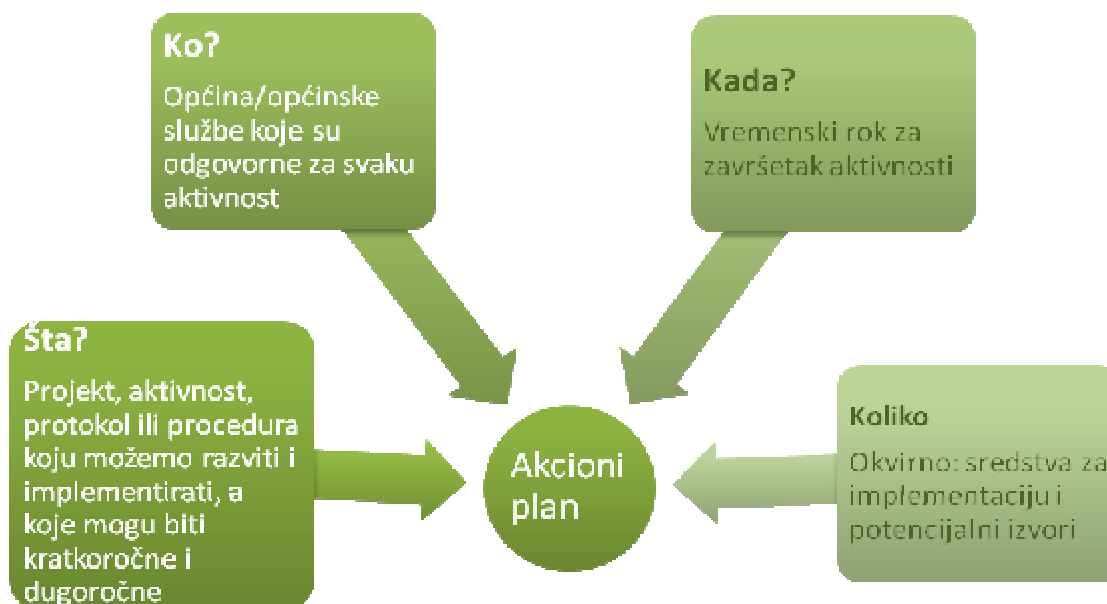 Ko?
Općina/općinske
službe koje su
odgovorne za svaku
aktivnost
Kada?
Vremenski rok za
završetak aktivnosti
Šta?
Projekt, aktivnost,
protokol ili procedura
koju možemo razviti i
implementirati, a
koje mogu biti
kratkoročne i
dugoročne
Akcioni
plan
Koliko
Okvirno: sredstva za
implementaciju i
potencijalni izvori